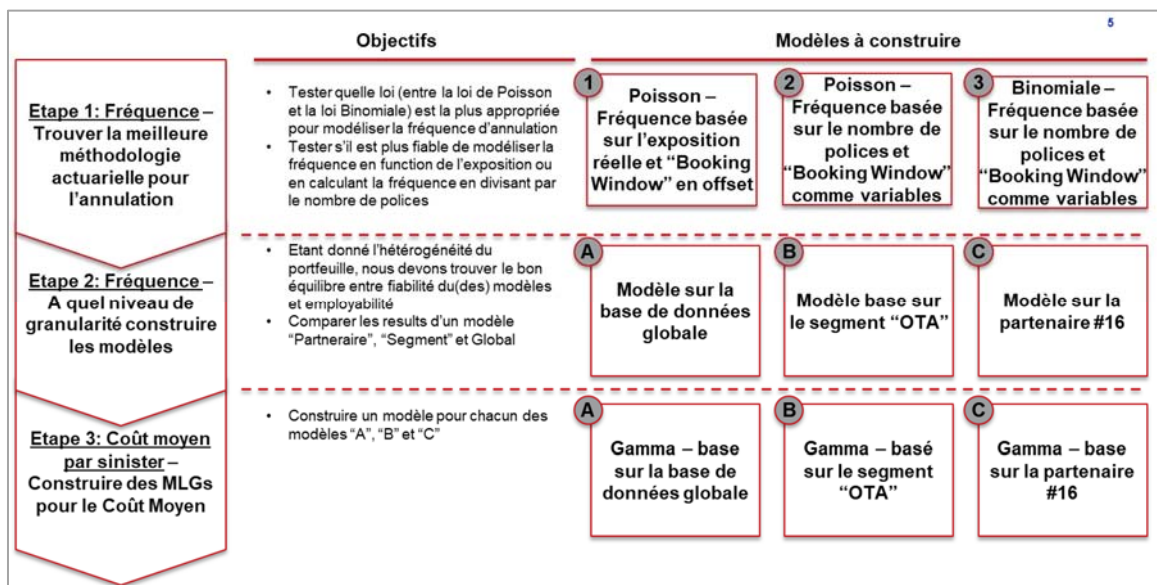 5
Objectifs
Modèles à construire
Etape 1: Fréquence –
Trouver la meilleure
méthodologie
actuarielle pour
l'annulation
• Tester quelle loi (entre la loi de Poisson
et la loi Binomiale) est la plus appropriée
pour modéliser la fréquence d'annulation
• Tester s'il est plus fiable de modéliser la
fréquence en function de l'exposition ou
en calculant la fréquence en divisant par
le nombre de polices
1
Poisson –
Fréquence basée
sur l'exposition
réelle et "Booking
Window" en offset
2
Poisson –
Fréquence basée
sur le nombre de
polices et
"Booking Window"
comme variables
3
Binomiale –
Fréquence basée
sur le nombre de
polices et
"Booking Window"
comme variables
Etape 2: Fréquence –
A quel niveau de
granularité construire
les modèles
• Etant donné l'hétérogénéité du
portfeuille, nous devons trouver le bon
équilibre entre fiabilité du(des) modèles
et employabilité
• Comparer les results d'un modèle
"Partneraire", "Segment" et Global
A
Modèle sur la
base de données
globale
B
Modèle base sur
le segment "OTA"
C
Modèle sur la
partenaire #16
Etape 3: Coût moyen
par sinister –
Construire des MLGs
pour le Coût Moyen
• Construire un modèle pour chacun des
modèles "A", "B" et "C"
A
Gamma – base
sur la base de
données globale
B
Gamma – basé
sur le segment
"OTA"
C
Gamma – base
sur la partenaire
#16